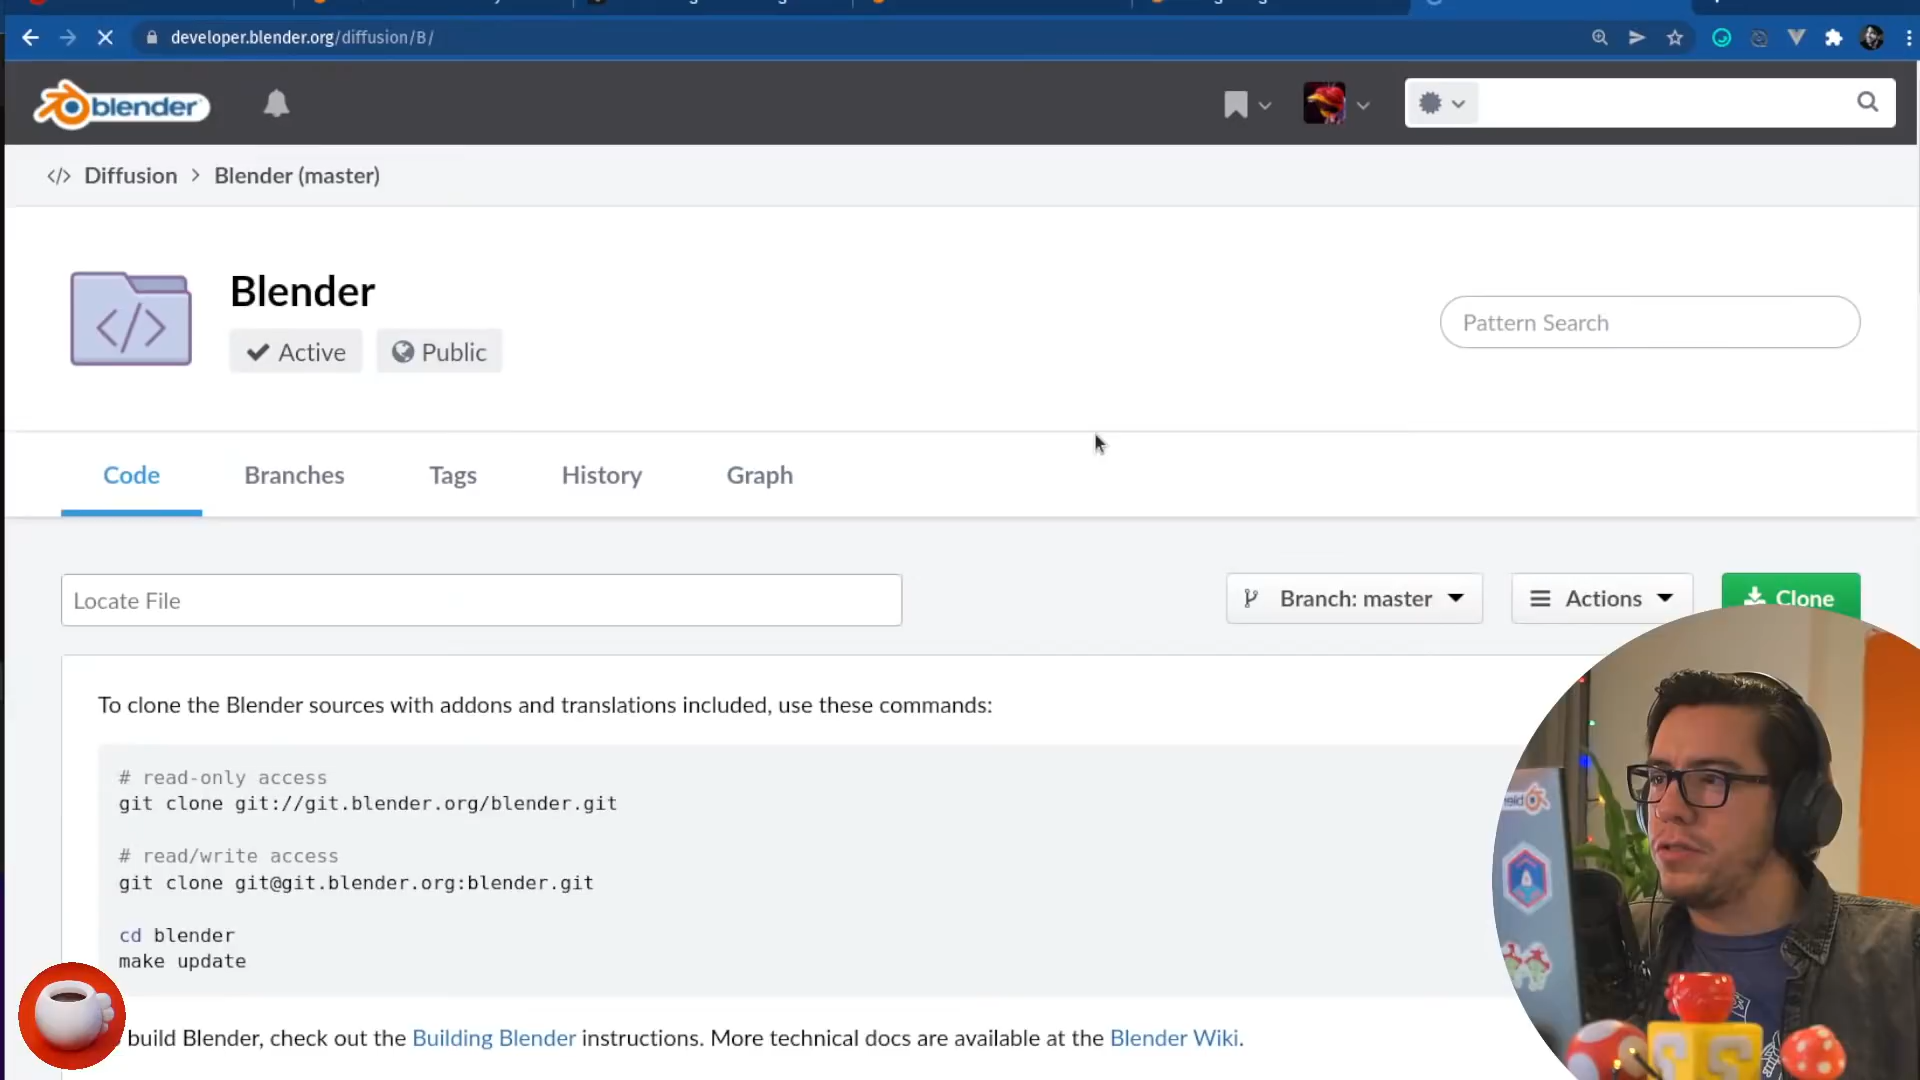 developer.blender.org/diffusion/B/
blender
</> Diffusion > Blender (master)
</>
Blender
Active
Public
Pattern Search
Code
Branches
Tags
History
Graph
Locate File
Branch: master
Actions
Clone
To clone the Blender sources with addons and translations included, use these commands:
# read-only access
git clone git://git.blender.org/blender.git
# read/write access
git clone git@git.blender.org:blender.git
cd blender
make update
build Blender, check out the Building Blender instructions. More technical docs are available at the Blender Wiki.